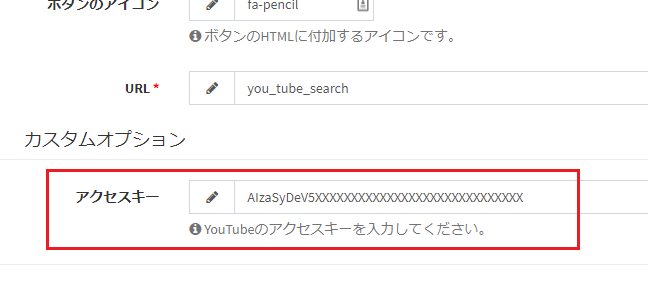 ボタンのアイコン fa-pencil
ボタンのHTMLに付加するアイコンです。
URL* you_tube_search
カスタムオプション
アクセスキー AIzaSyDeV5XXXXXXXXXXXXXXXXXXXXXXXXXXXXX
YouTubeのアクセスキーを入力してください。